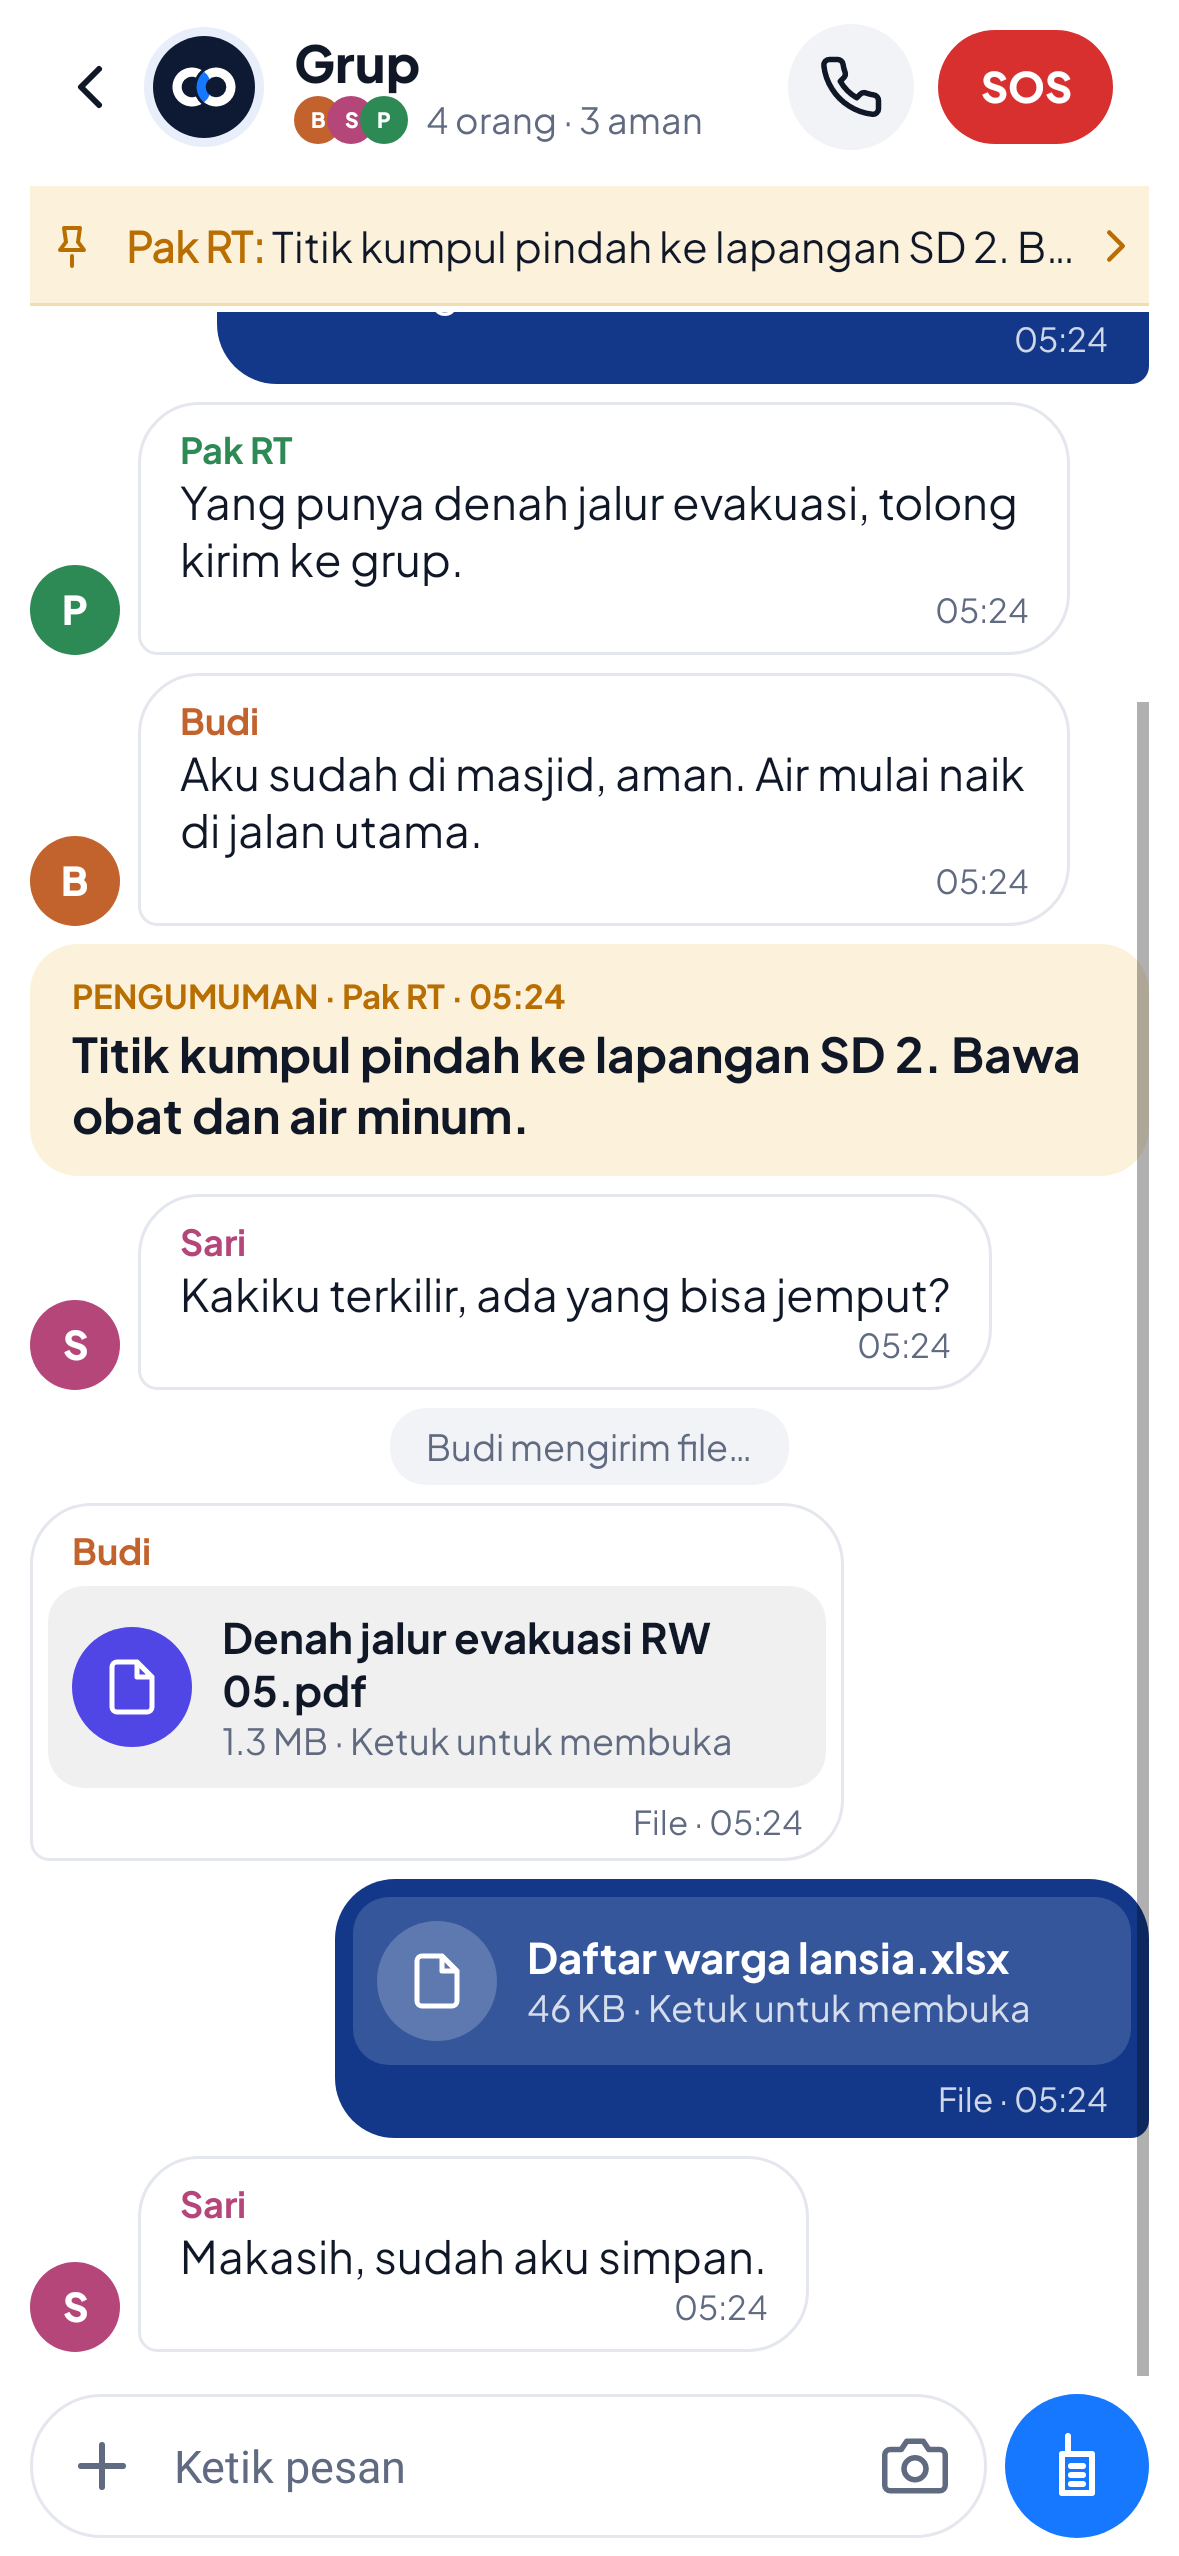 Grup
B S P 4 orang · 3 aman
SOS
Pak RT: Titik kumpul pindah ke lapangan SD 2. B...
05:24
Pak RT
Yang punya denah jalur evakuasi, tolong
kirim ke grup.
05:24
P
Budi
Aku sudah di masjid, aman. Air mulai naik
di jalan utama.
05:24
B
PENGUMUMAN · Pak RT · 05:24
Titik kumpul pindah ke lapangan SD 2. Bawa
obat dan air minum.
Sari
Kakiku terkilir, ada yang bisa jemput?
05:24
S
Budi mengirim file...
Budi
Denah jalur evakuasi RW
05.pdf
1.3 MB · Ketuk untuk membuka
File · 05:24
Daftar warga lansia.xlsx
46 KB · Ketuk untuk membuka
File · 05:24
Sari
Makasih, sudah aku simpan.
05:24
S
Ketik pesan